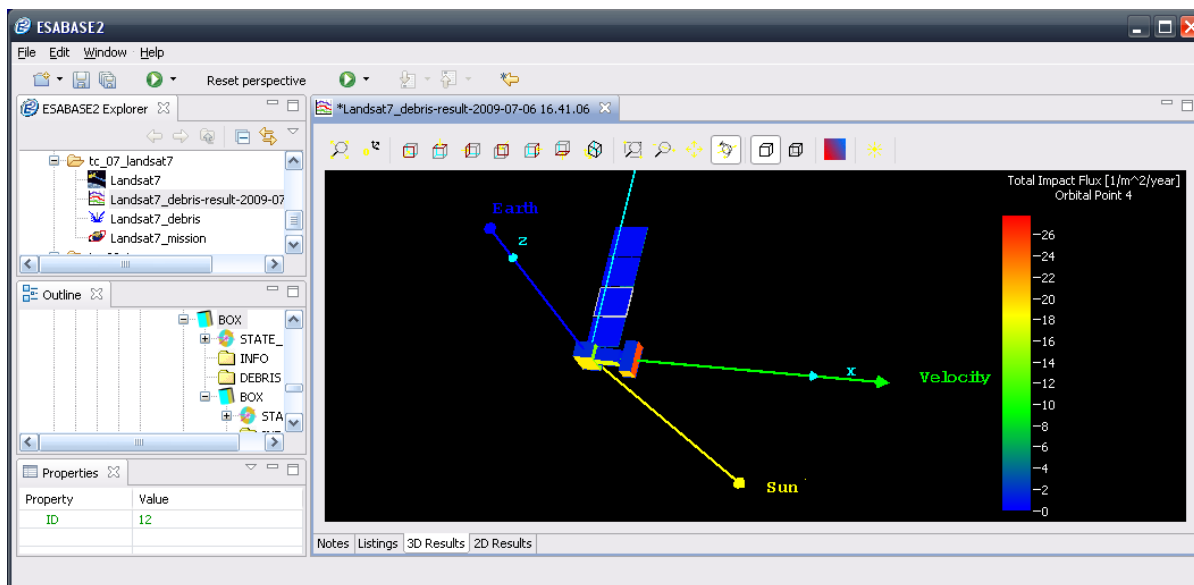 ESABASE2
File Edit Window Help
Reset perspective
ESABASE2 Explorer
tc_07_landsat7
Landsat7
Landsat7_debris-result-2009-07
Landsat7_debris
Landsat7_mission
Outline
BOX
STATE_
INFO
DEBRIS
BOX
STA
Properties
Property Value
ID 12
*Landsat7_debris-result-2009-07-06 16.41.06
Total Impact Flux [1/m^2/year]
Orbital Point 4
Earth
z
x
Velocity
Sun
26
24
22
20
18
16
14
12
10
8
6
4
2
0
Notes Listings 3D Results 2D Results